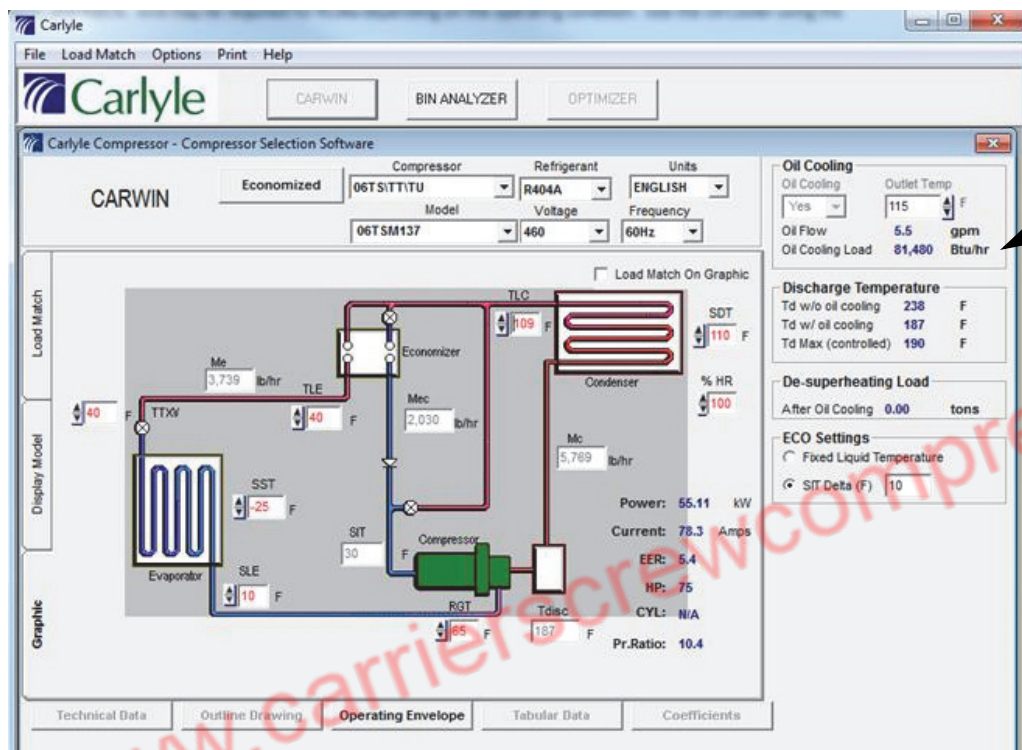 Carlyle
File Load Match Options Print Help
Carlyle
CARWIN BIN ANALYZER OPTIMIZER
Carlyle Compressor - Compressor Selection Software
CARWIN
Economized
Compressor Refrigerant Units
06TS\TT\TU R404A ENGLISH
Model Voltage Frequency
06TSM137 460 60Hz
Oil Cooling
Oil Cooling Outlet Temp
Yes 115 F
Oil Flow 5.5 gpm
Oil Cooling Load 81,480 Btu/hr
Discharge Temperature
Td w/o oil cooling 238 F
Td w/ oil cooling 187 F
Td Max (controlled) 190 F
De-superheating Load
After Oil Cooling 0.00 tons
ECO Settings
Fixed Liquid Temperature
SIT Delta (F) 10
Load Match
Display Model
Graphic
Load Match On Graphic
TLC
109 F
SDT
110 F
Economizer
Condenser
% HR
100
Me
3,739 lb/hr
TLE
40 F
Mec
2,030 lb/hr
40 F
TTXV
Mc
5,769 lb/hr
SST
-25 F
SIT
30 F
Compressor
Evaporator
SLE
10 F
RGT
65 F
Tdisc
187 F
Power: 55.11 kW
Current: 78.3 Amps
EER: 5.4
HP: 75
CYL: N/A
Pr.Ratio: 10.4
Technical Data Outline Drawing Operating Envelope Tabular Data Coefficients
www.carrierscrewcompre